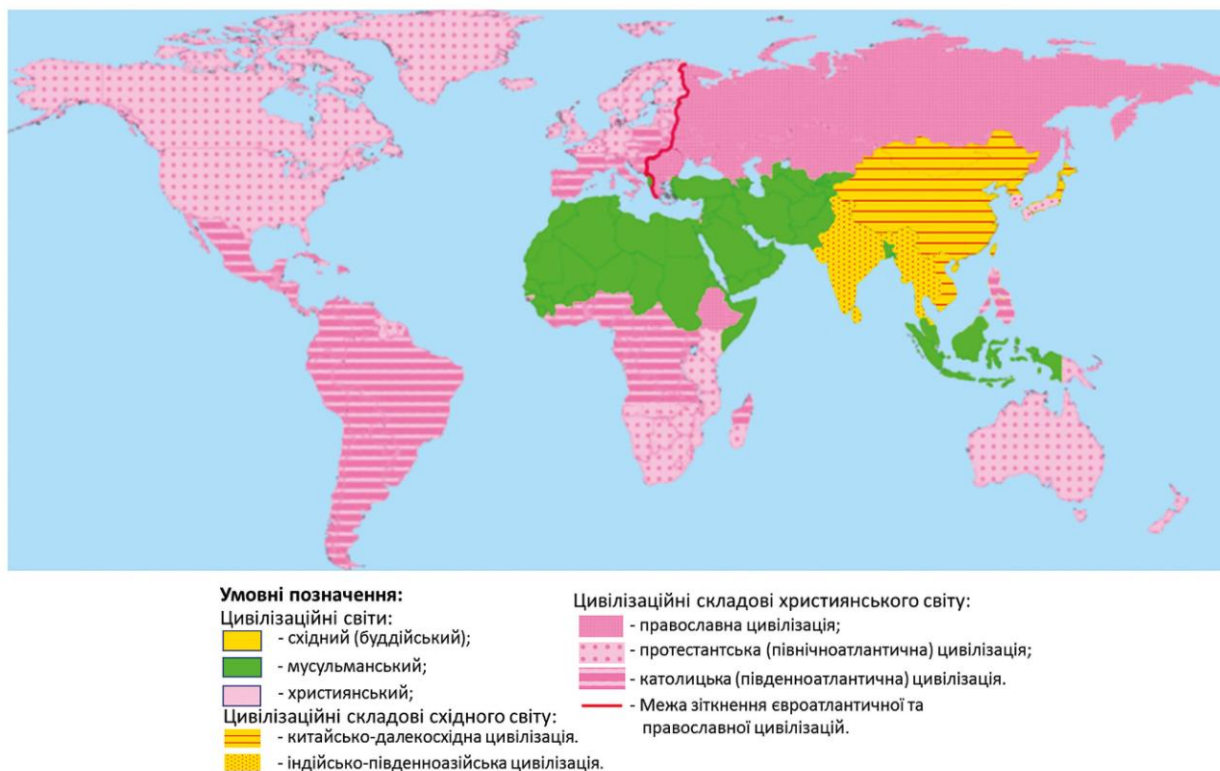 Умовні позначення:
Цивілізаційні світи:
- східний (буддійський);
- мусульманський;
- християнський;
Цивілізаційні складові східного світу:
- китайсько-далекосхідна цивілізація.
- індійсько-південноазійська цивілізація.
Цивілізаційні складові християнського світу:
- православна цивілізація;
- протестантська (північноатлантична) цивілізація;
- католицька (південноатлантична) цивілізація.
- Межа зіткнення євроатлантичної та
православної цивілізацій.